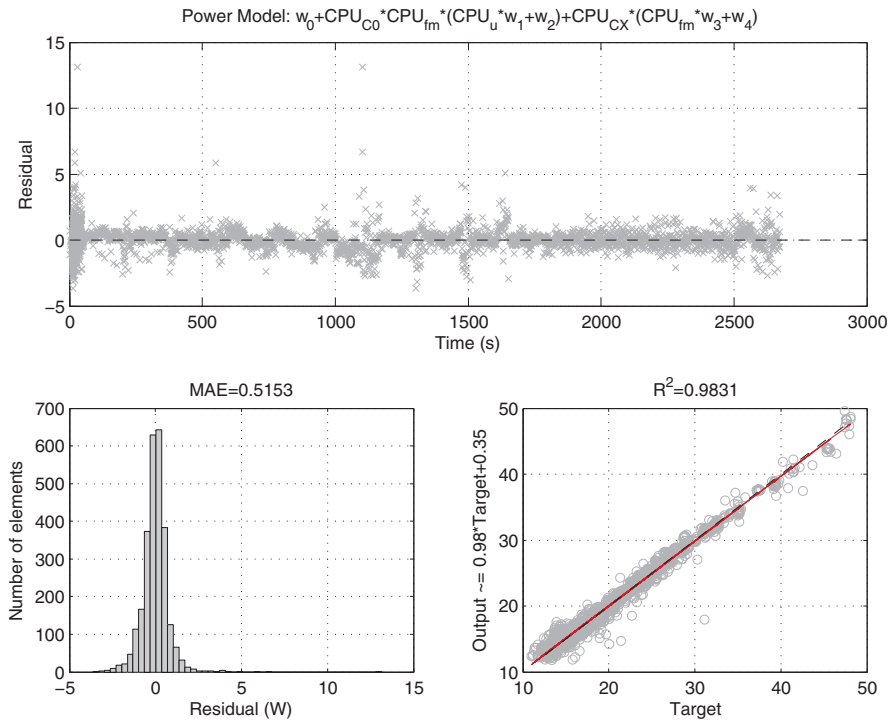 Power Model: w0+CPUC0*CPUfm*(CPUu*w1+w2)+CPUCX*(CPUfm*w3+w4)
15
10
5
0
−5
Residual
0 500 1000 1500 2000 2500 3000
Time (s)
MAE=0.5153
700
600
500
400
300
200
100
0
Number of elements
−5 0 5 10 15
Residual (W)
R2=0.9831
50
40
30
20
10
Output ~= 0.98*Target+0.35
10 20 30 40 50
Target